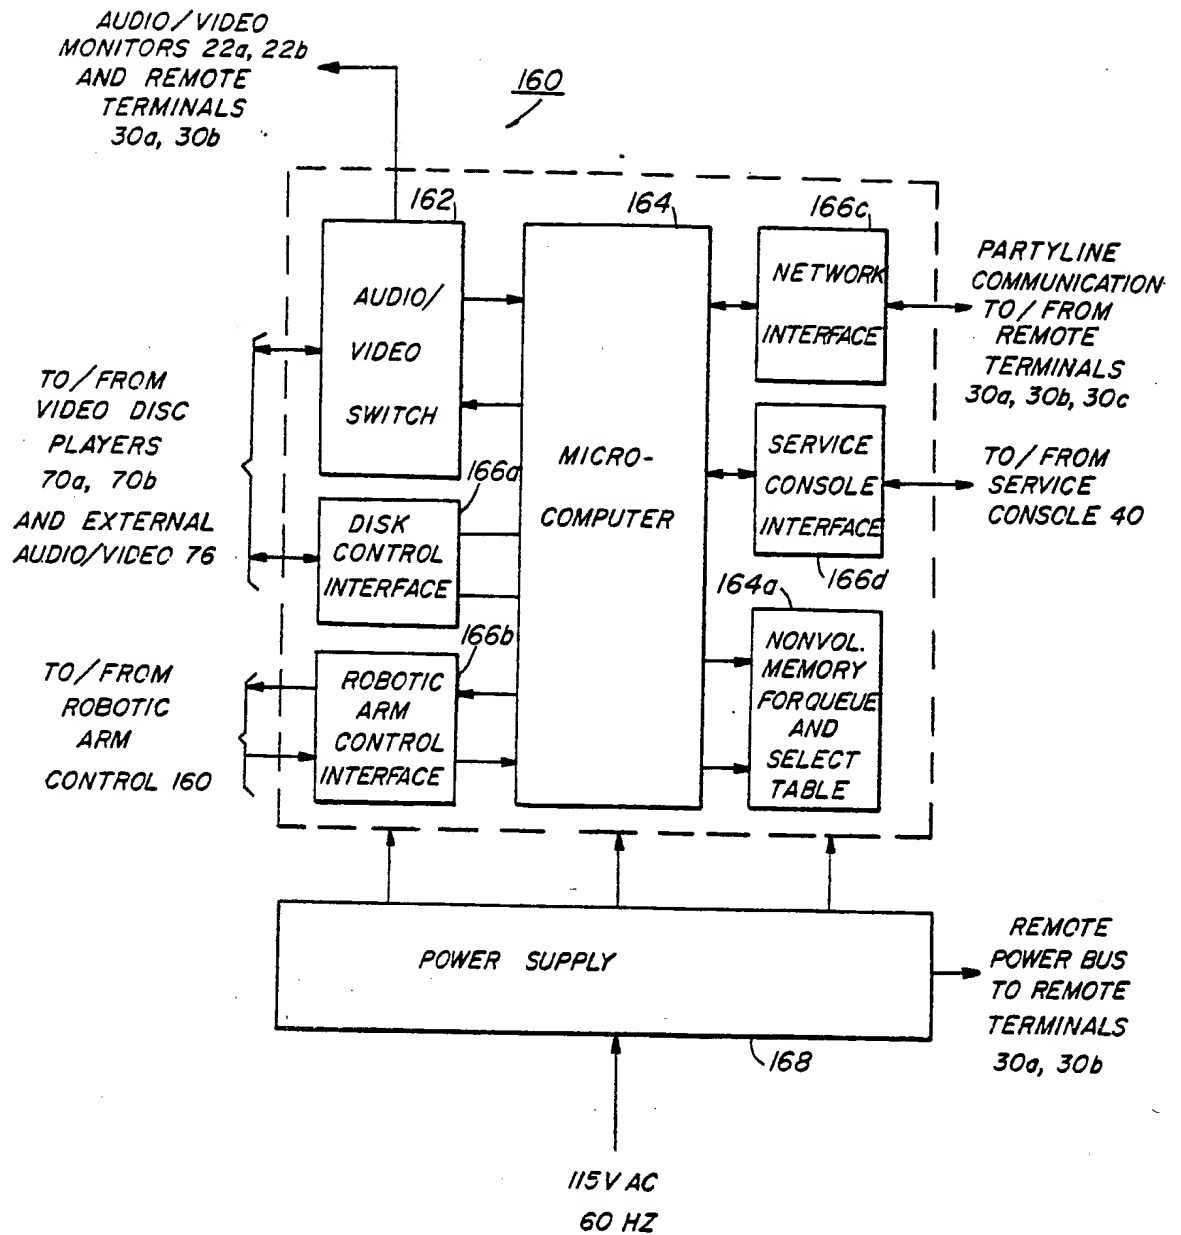 AUDIO/VIDEO
MONITORS 22a, 22b
AND REMOTE
TERMINALS
30a, 30b
160
162
164
166c
AUDIO/
VIDEO
SWITCH
MICRO-
COMPUTER
NETWORK
INTERFACE
PARTYLINE
COMMUNICATION
TO/FROM
REMOTE
TERMINALS
30a, 30b, 30c
TO/FROM
VIDEO DISC
PLAYERS
70a, 70b
AND EXTERNAL
AUDIO/VIDEO 76
166a
DISK
CONTROL
INTERFACE
SERVICE
CONSOLE
INTERFACE
166d
TO/FROM
SERVICE
CONSOLE 40
164a
166b
TO/FROM
ROBOTIC
ARM
CONTROL 160
ROBOTIC
ARM
CONTROL
INTERFACE
NONVOL.
MEMORY
FOR QUEUE
AND
SELECT
TABLE
POWER SUPPLY
168
REMOTE
POWER BUS
TO REMOTE
TERMINALS
30a, 30b
115V AC
60 HZ